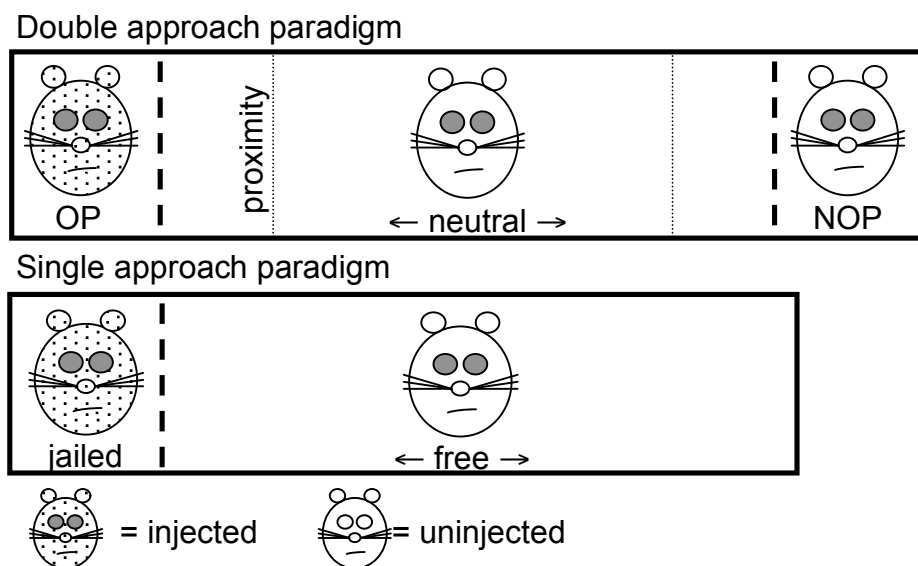 Double approach paradigm
proximity
OP
← neutral →
NOP
Single approach paradigm
jailed
← free →
= injected
= uninjected